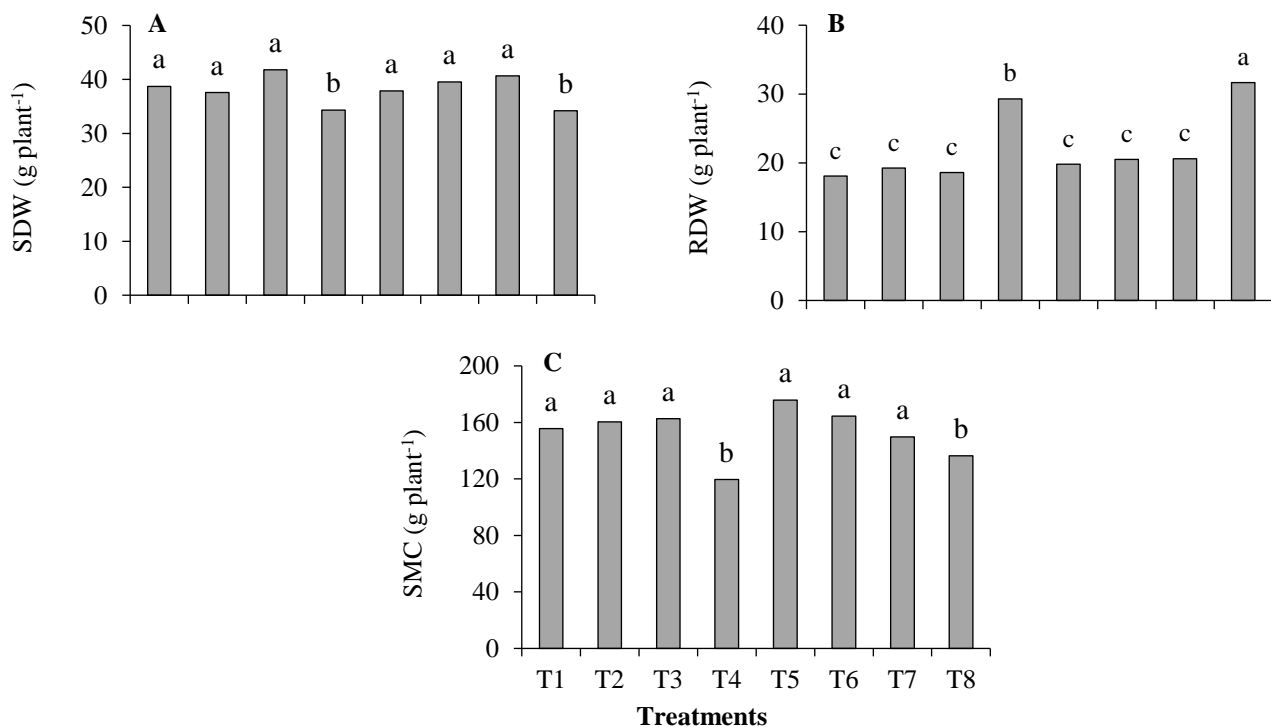 A
SDW (g plant⁻¹)
50
40
30
20
10
0
a
a
a
b
a
a
a
b
B
RDW (g plant⁻¹)
40
30
20
10
0
c
c
c
b
c
c
c
a
C
SMC (g plant⁻¹)
200
160
120
80
40
0
a
a
a
b
a
a
a
b
T1 T2 T3 T4 T5 T6 T7 T8
Treatments